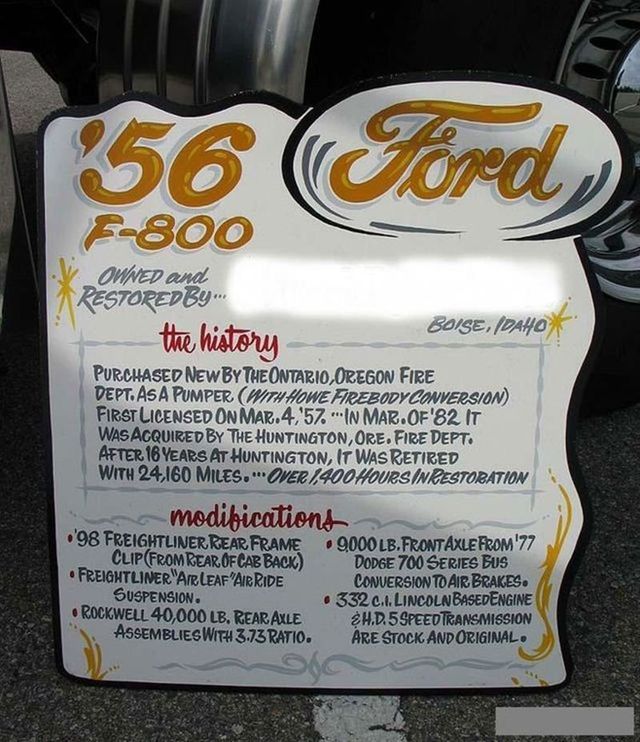 '56
Ford
F-800
OWNED and
RESTORED BY...
BOISE, IDAHO
the history
PURCHASED NEW BY THE ONTARIO, OREGON FIRE
DEPT. AS A PUMPER (WITH HOWE FIREBODY CONVERSION)
FIRST LICENSED ON MAR. 4, '57. ... IN MAR. OF '82 IT
WAS ACQUIRED BY THE HUNTINGTON, ORE. FIRE DEPT.
AFTER 16 YEARS AT HUNTINGTON, IT WAS RETIRED
WITH 24,160 MILES. ... OVER 1,400 HOURS IN RESTORATION
modifications
• '98 FREIGHTLINER REAR FRAME
CLIP (FROM REAR OF CAB BACK)
• FREIGHTLINER "AIR LEAF" AIR RIDE
SUSPENSION.
• ROCKWELL 40,000 LB. REAR AXLE
ASSEMBLIES WITH 3.73 RATIO.
• 9,000 LB. FRONT AXLE FROM '77
DODGE 700 SERIES BUS
CONVERSION TO AIR BRAKES.
• 332 C.I. LINCOLN BASED ENGINE
& H.D. 5 SPEED TRANSMISSION
ARE STOCK AND ORIGINAL.